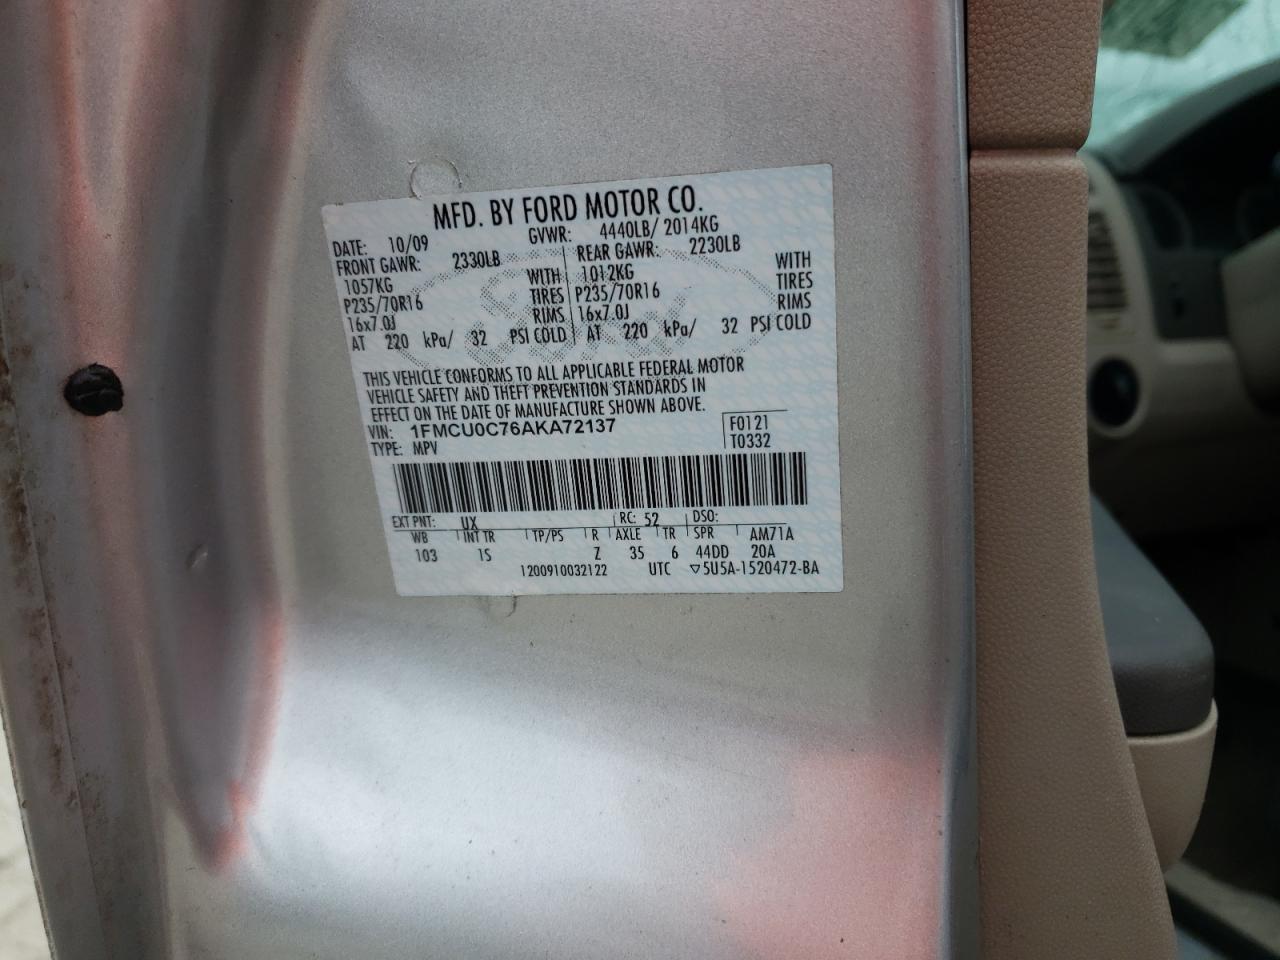 MFD. BY FORD MOTOR CO.
DATE: 10/09 GVWR: 4440LB/ 2014KG
FRONT GAWR: 2330LB REAR GAWR: 2230LB
1057KG WITH 1012KG WITH
P235/70R16 TIRES P235/70R16 TIRES
16x7.0J RIMS 16x7.0J RIMS
AT 220 kPa/ 32 PSI COLD AT 220 kPa/ 32 PSI COLD
THIS VEHICLE CONFORMS TO ALL APPLICABLE FEDERAL MOTOR
VEHICLE SAFETY AND THEFT PREVENTION STANDARDS IN
EFFECT ON THE DATE OF MANUFACTURE SHOWN ABOVE.
VIN: 1FMCU0C76AKA72137 F0121
TYPE: MPV T0332
EXT PNT: UX RC: 52 DSO:
WB INT TR TP/PS R AXLE TR SPR AM71A
103 1S Z 35 6 44DD 20A
1200910032122 UTC ▽5U5A-1520472-BA